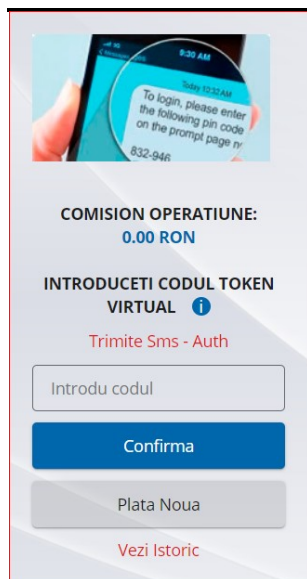 9:30 AM
Today 12:32 AM
To login, please enter
the following pin code
on the prompt page
832-946
COMISION OPERATIUNE:
0.00 RON
INTRODUCETI CODUL TOKEN
VIRTUAL i
Trimite Sms - Auth
Introdu codul
Confirma
Plata Noua
Vezi Istoric